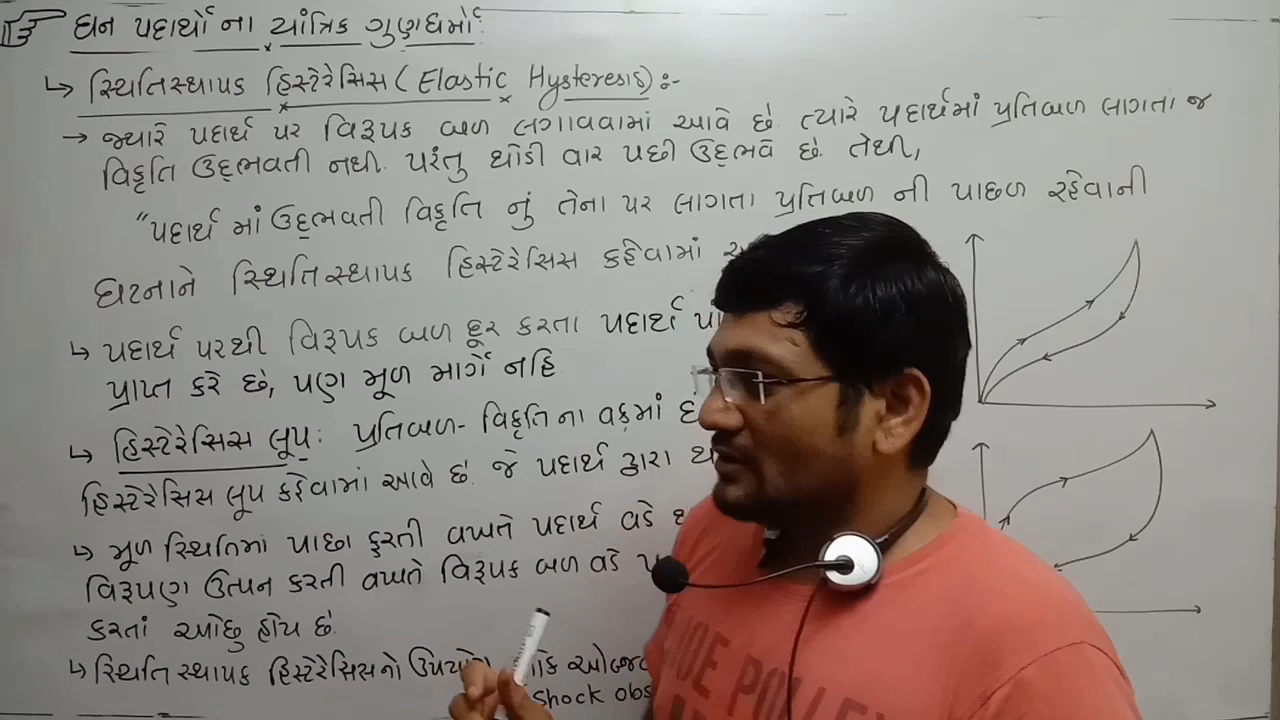 ઘન પદાર્થો ના યાંત્રિક ગુણધર્મો:
↳ સ્થિતિસ્થાપક હિસ્ટેરેસિસ (Elastic Hysteresis) :-
→ જ્યારે પદાર્થ પર વિરૂપક બળ લગાવવામાં આવે છે. ત્યારે પદાર્થમાં પ્રતિબળ લાગતા જ
વિકૃતિ ઉદ્ભવતી નથી. પરંતુ થોડી વાર પછી ઉદ્ભવે છે. તેથી,
"પદાર્થ માં ઉદ્ભવતી વિકૃતિ નું તેના પર લાગતા પ્રતિબળ ની પાછળ રહેવાની
ઘટનાને સ્થિતિસ્થાપક હિસ્ટેરેસિસ કહેવામાં
↳ પદાર્થ પરથી વિરૂપક બળ દૂર કરતા પદાર્થ
પ્રાપ્ત કરે છે, પણ મૂળ માર્ગે નહિ
↳ હિસ્ટેરેસિસ લૂપ: પ્રતિબળ- વિકૃતિ ના વક્રમાં
હિસ્ટેરેસિસ લૂપ કહેવામાં આવે છે. જે પદાર્થ દ્વારા
↳ મૂળ સ્થિતિમાં પાછા ફરતી વખતે પદાર્થ વડે
વિરૂપણ ઉત્પન કરતી વખતે વિરૂપક બળ વડે
કરતાં ઓછુ હોય છે.
↳ સ્થિતિ સ્થાપક હિસ્ટેરેસિસનો
Shock
JOE POLLE